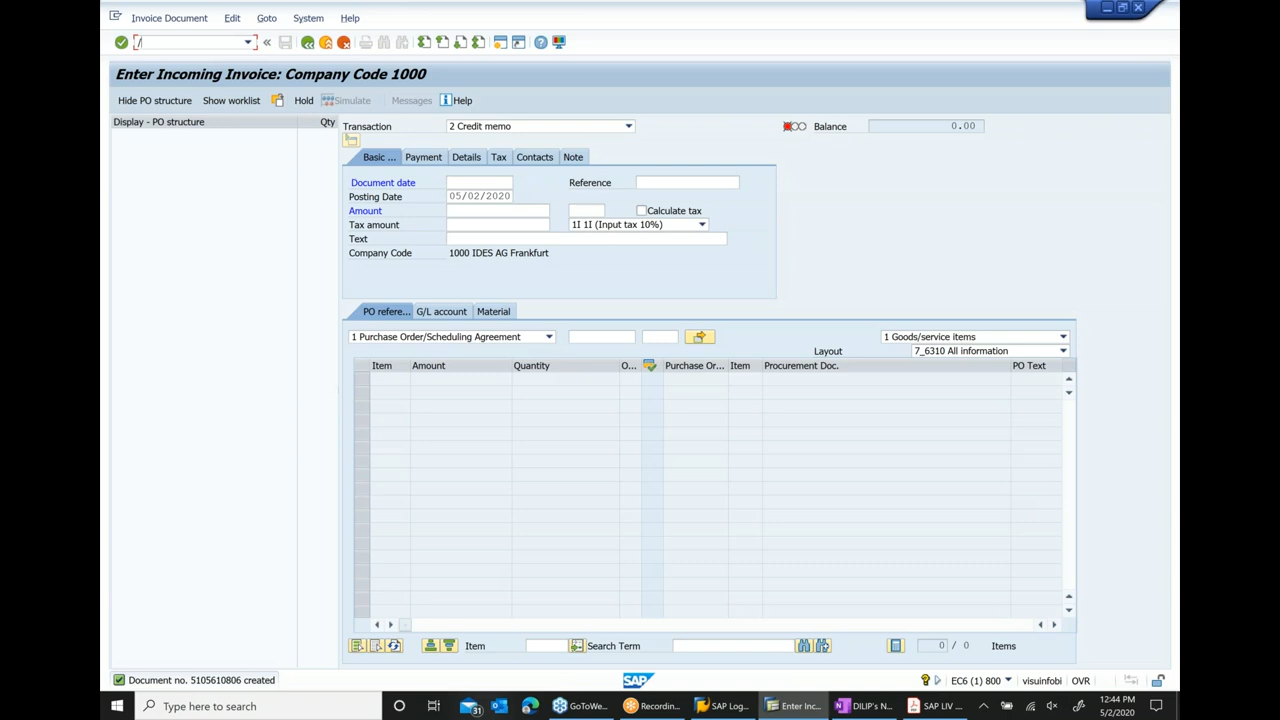 Invoice Document Edit Goto System Help
/
Enter Incoming Invoice: Company Code 1000
Hide PO structure Show worklist Hold Simulate Messages Help
Display - PO structure Qty
Transaction 2 Credit memo Balance 0.00
Basic ... Payment Details Tax Contacts Note
Document date Reference
Posting Date 05/02/2020
Amount Calculate tax
Tax amount 1I 1I (Input tax 10%)
Text
Company Code 1000 IDES AG Frankfurt
PO refere... G/L account Material
1 Purchase Order/Scheduling Agreement 1 Goods/service items
Layout 7_6310 All information
Item Amount Quantity O... Purchase Or... Item Procurement Doc. PO Text
Item Search Term 0 / 0 Items
Document no. 5105610806 created SAP EC6 (1) 800 visuinfobi OVR
Type here to search 31 GoToWe... Recordin... SAP Log... Enter Inc... DILIP's N... SAP LIV ... 12:44 PM
5/2/2020